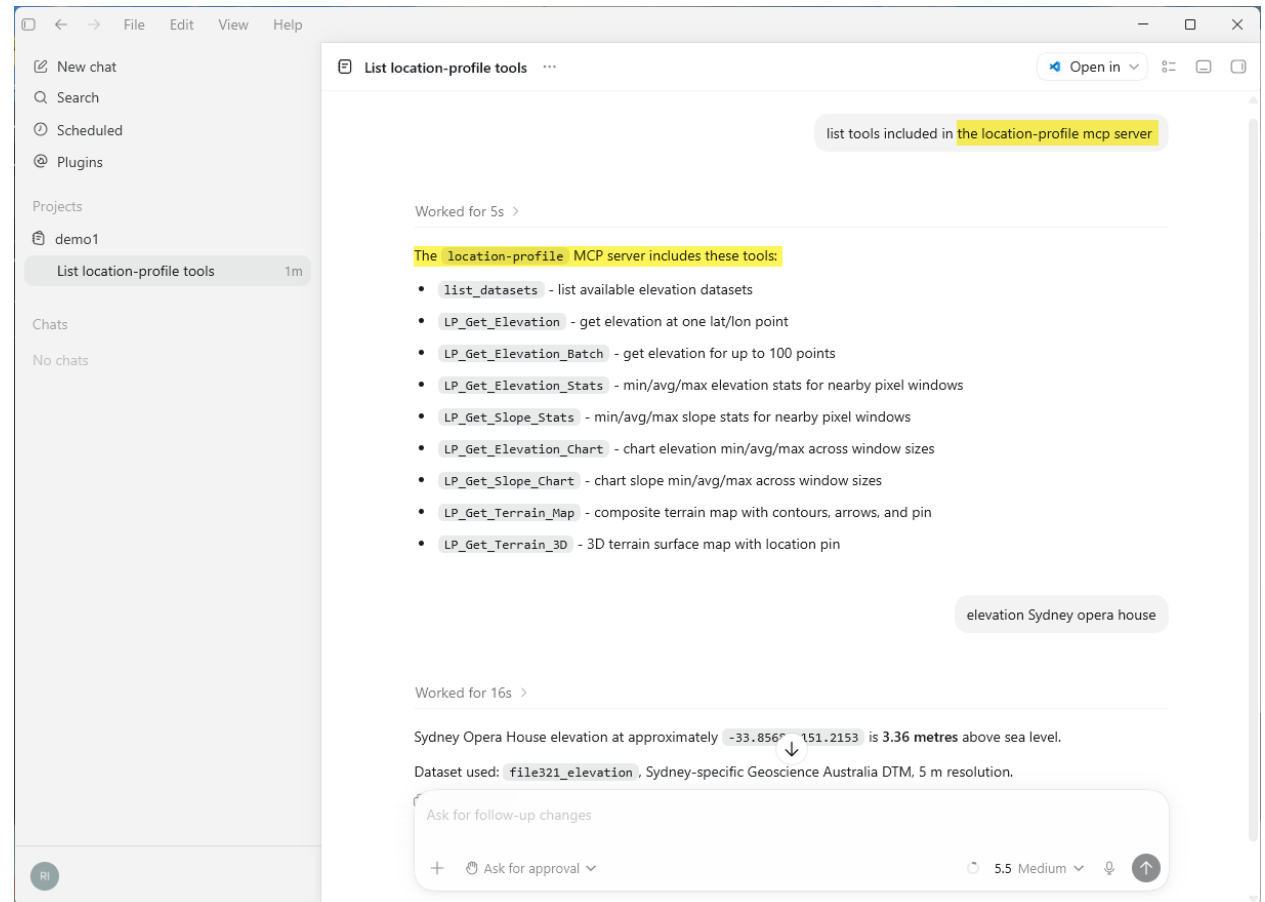 File Edit View Help
New chat
Search
Scheduled
Plugins
Projects
demo1
List location-profile tools 1m
Chats
No chats
RI
List location-profile tools ···
Open in
list tools included in the location-profile mcp server
Worked for 5s
The location-profile MCP server includes these tools:
• list_datasets - list available elevation datasets
• LP_Get_Elevation - get elevation at one lat/lon point
• LP_Get_Elevation_Batch - get elevation for up to 100 points
• LP_Get_Elevation_Stats - min/avg/max elevation stats for nearby pixel windows
• LP_Get_Slope_Stats - min/avg/max slope stats for nearby pixel windows
• LP_Get_Elevation_Chart - chart elevation min/avg/max across window sizes
• LP_Get_Slope_Chart - chart slope min/avg/max across window sizes
• LP_Get_Terrain_Map - composite terrain map with contours, arrows, and pin
• LP_Get_Terrain_3D - 3D terrain surface map with location pin
elevation Sydney opera house
Worked for 16s
Sydney Opera House elevation at approximately 151.2153 is 3.36 metres above sea level.
Dataset used: file321_elevation, Sydney-specific Geoscience Australia DTM, 5 m resolution.
Ask for follow-up changes
Ask for approval 5.5 Medium